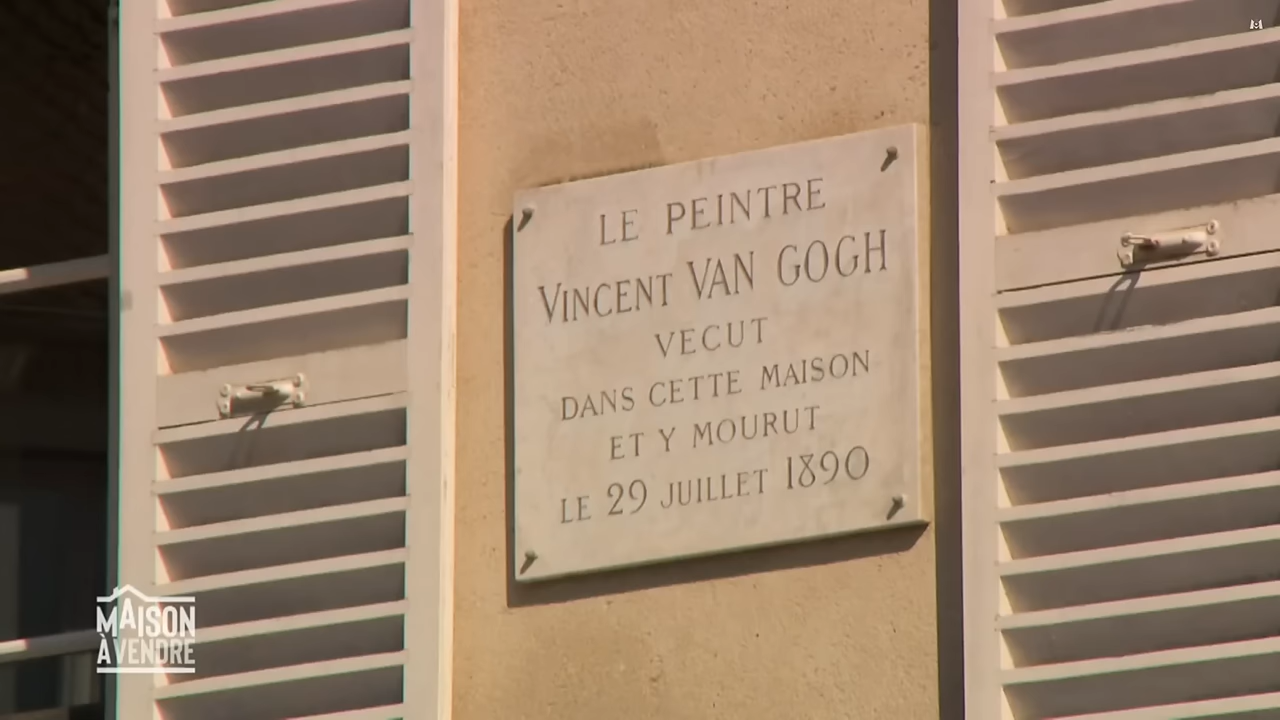 LE PEINTRE
VINCENT VAN GOGH
VECUT
DANS CETTE MAISON
ET Y MOURUT
LE 29 JUILLET 1890
MAISON
À VENDRE